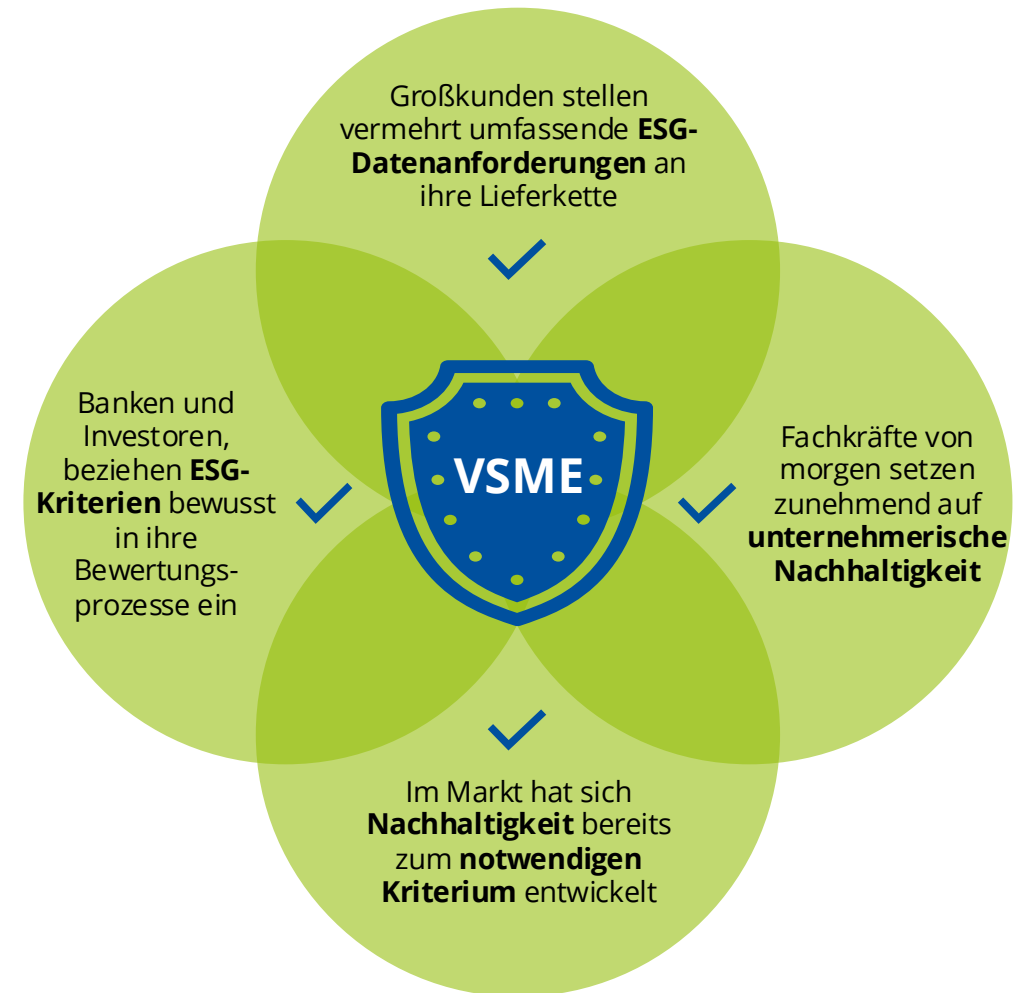 Großkunden stellen
vermehrt umfassende ESG-
Datenanforderungen an
ihre Lieferkette
Banken und
Investoren,
beziehen ESG-
Kriterien bewusst
in ihre
Bewertungs-
prozesse ein
VSME
Fachkräfte von
morgen setzen
zunehmend auf
unternehmerische
Nachhaltigkeit
Im Markt hat sich
Nachhaltigkeit bereits
zum notwendigen
Kriterium entwickelt